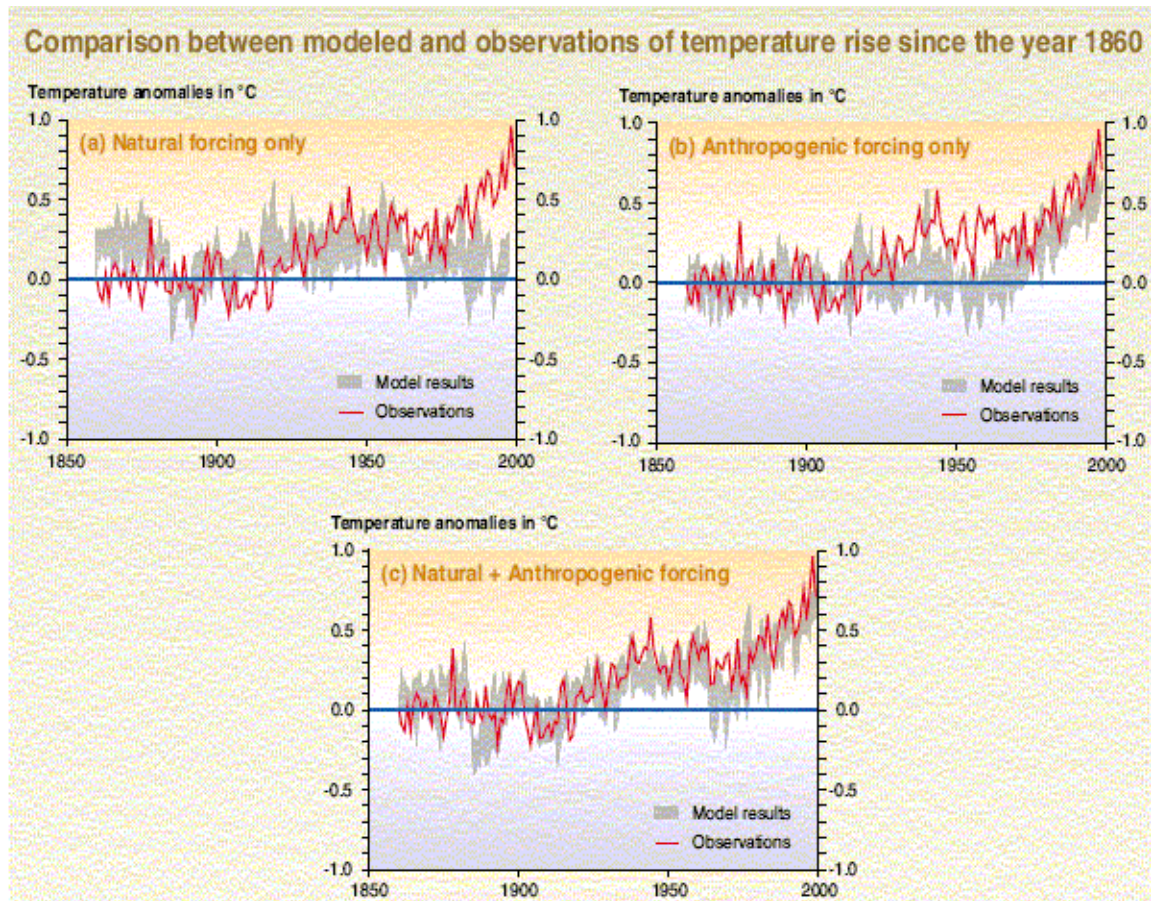 Comparison between modeled and observations of temperature rise since the year 1860
Temperature anomalies in °C
1.0
0.5
0.0
-0.5
-1.0
(a) Natural forcing only
Model results
Observations
1.0
0.5
0.0
-0.5
-1.0
1850 1900 1950 2000
Temperature anomalies in °C
1.0
0.5
0.0
-0.5
-1.0
(b) Anthropogenic forcing only
Model results
Observations
1.0
0.5
0.0
-0.5
-1.0
1850 1900 1950 2000
Temperature anomalies in °C
1.0
0.5
0.0
-0.5
-1.0
(c) Natural + Anthropogenic forcing
Model results
Observations
1.0
0.5
0.0
-0.5
-1.0
1850 1900 1950 2000